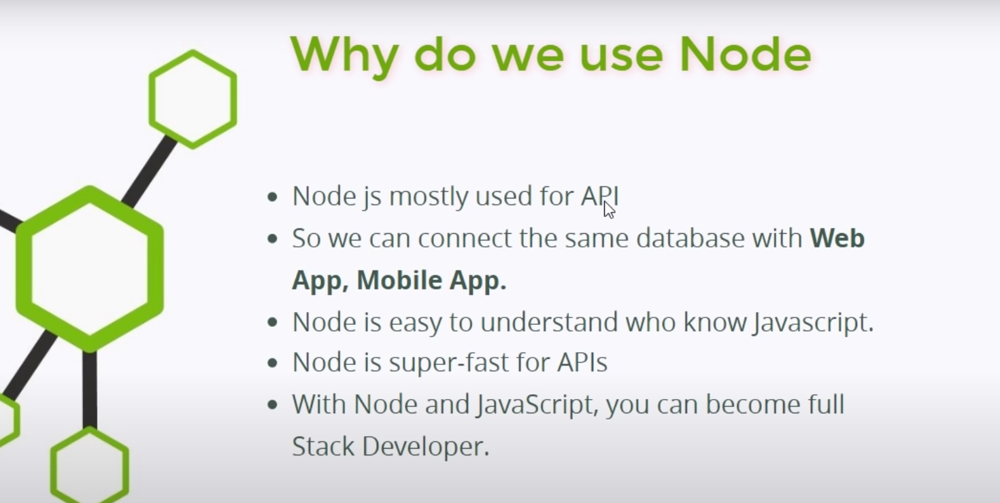 Why do we use Node
Node js mostly used for API
So we can connect the same database with Web
App, Mobile App.
Node is easy to understand who know Javascript.
Node is super-fast for APIs
With Node and JavaScript, you can become full
Stack Developer.